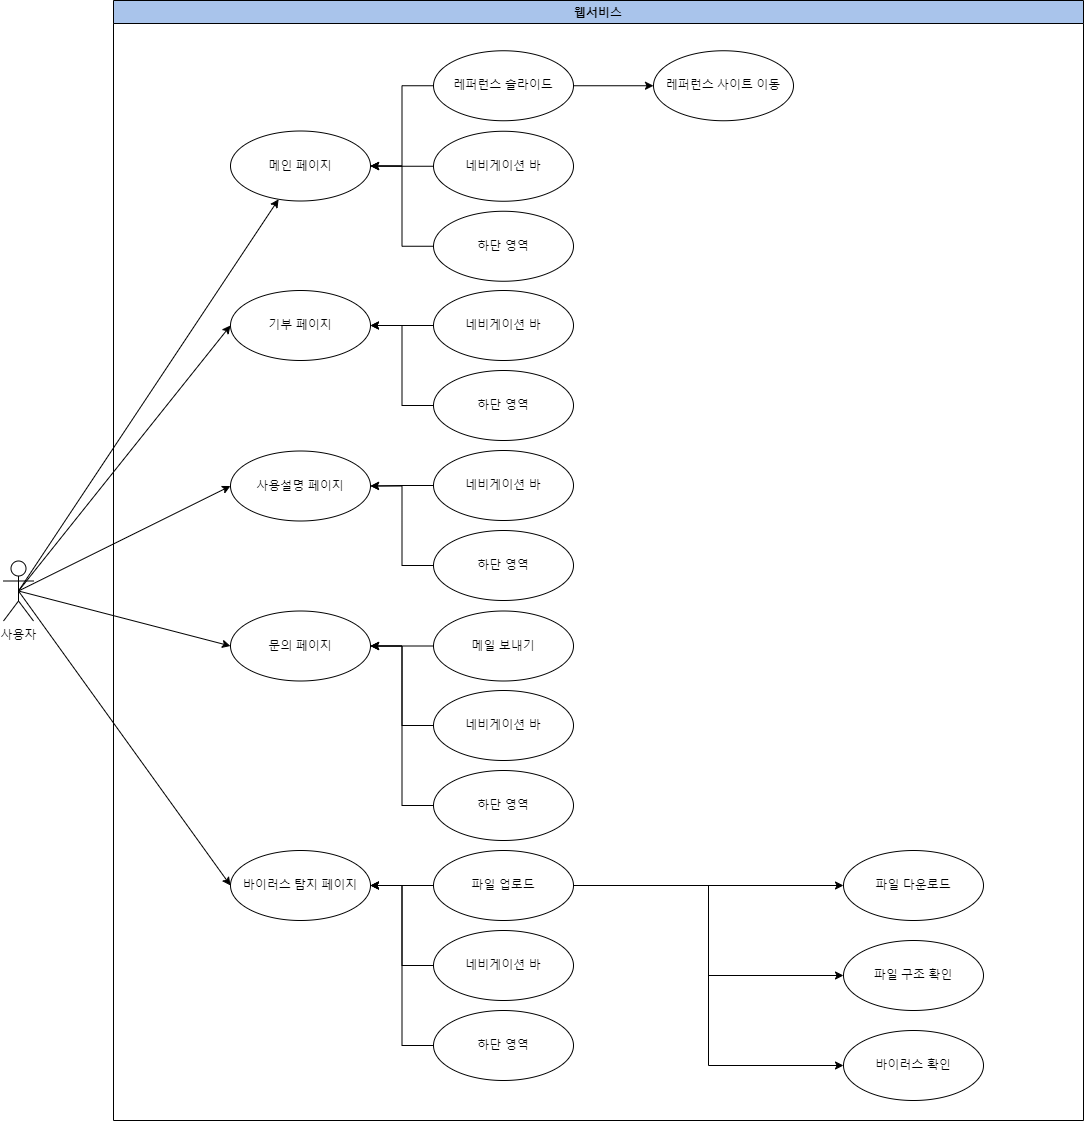 웹서비스
레퍼런스 슬라이드
레퍼런스 사이트 이동
메인 페이지
네비게이션 바
하단 영역
기부 페이지
네비게이션 바
하단 영역
사용설명 페이지
네비게이션 바
하단 영역
사용자
문의 페이지
메일 보내기
네비게이션 바
하단 영역
바이러스 탐지 페이지
파일 업로드
파일 다운로드
네비게이션 바
파일 구조 확인
하단 영역
바이러스 확인